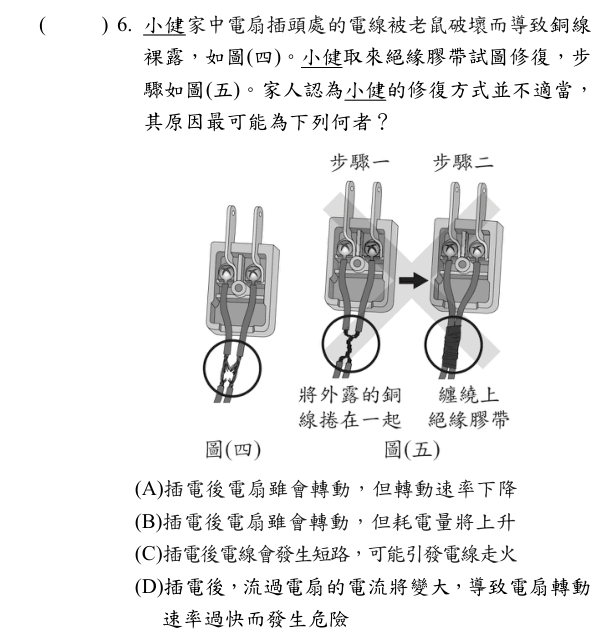 (　　) 6. 小健家中電扇插頭處的電線被老鼠破壞而導致銅線
裸露，如圖(四)。小健取來絕緣膠帶試圖修復，步
驟如圖(五)。家人認為小健的修復方式並不適當，
其原因最可能為下列何者？
步驟一 步驟二
將外露的銅
線捲在一起
纏繞上
絕緣膠帶
圖(四) 圖(五)
(A)插電後電扇雖會轉動，但轉動速率下降
(B)插電後電扇雖會轉動，但耗電量將上升
(C)插電後電線會發生短路，可能引發電線走火
(D)插電後，流過電扇的電流將變大，導致電扇轉動
速率過快而發生危險